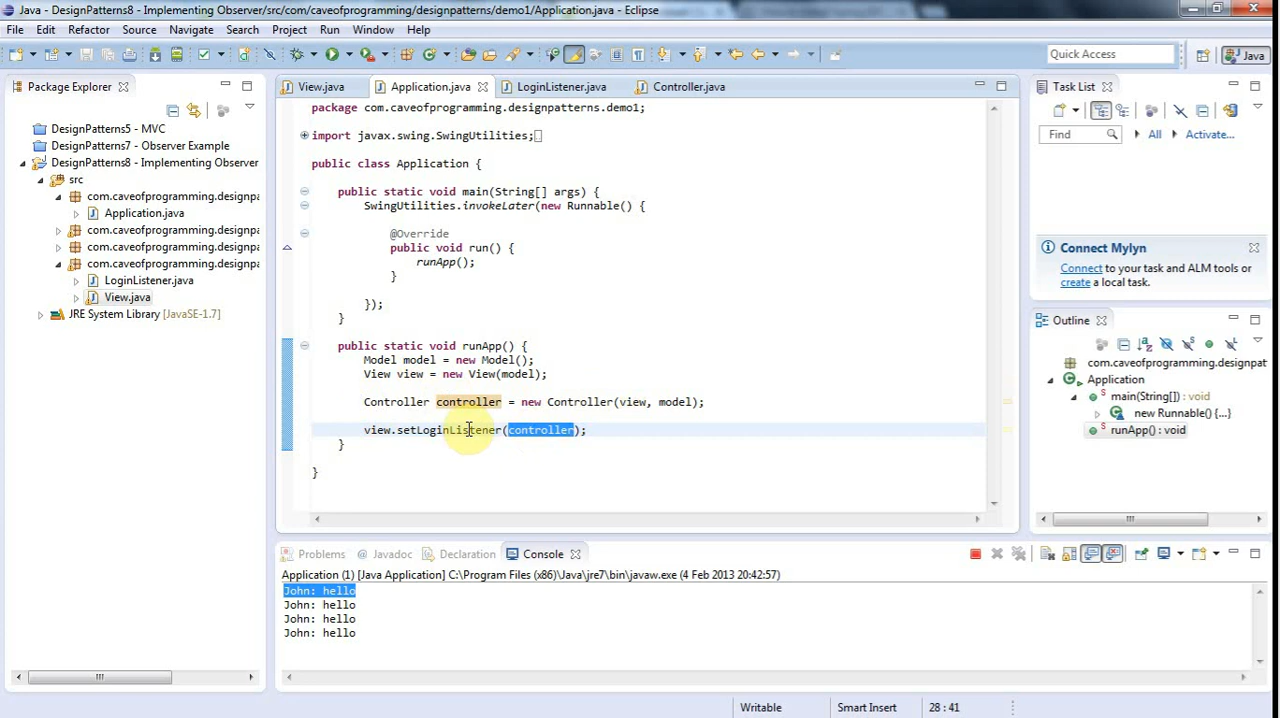 Java - DesignPatterns8 - Implementing Observer/src/com/caveofprogramming/designpatterns/demo1/Application.java - Eclipse
File Edit Refactor Source Navigate Search Project Run Window Help
Quick Access
Java
Package Explorer
DesignPatterns5 - MVC
DesignPatterns7 - Observer Example
DesignPatterns8 - Implementing Observer
src
com.caveofprogramming.designpa
Application.java
com.caveofprogramming.designpa
com.caveofprogramming.designpa
com.caveofprogramming.designpa
LoginListener.java
View.java
JRE System Library [JavaSE-1.7]
View.java Application.java LoginListener.java Controller.java
package com.caveofprogramming.designpatterns.demo1;
import javax.swing.SwingUtilities;
public class Application {
public static void main(String[] args) {
SwingUtilities.invokeLater(new Runnable() {
@Override
public void run() {
runApp();
}
});
}
public static void runApp() {
Model model = new Model();
View view = new View(model);
Controller controller = new Controller(view, model);
view.setLoginListener(controller);
}
}
Task List
Find All Activate...
Connect Mylyn
Connect to your task and ALM tools or
create a local task.
Outline
com.caveofprogramming.designpat
Application
main(String[]) : void
new Runnable() {...}
runApp() : void
Problems Javadoc Declaration Console
Application (1) [Java Application] C:\Program Files (x86)\Java\jre7\bin\javaw.exe (4 Feb 2013 20:42:57)
John: hello
John: hello
John: hello
John: hello
Writable Smart Insert 28 : 41